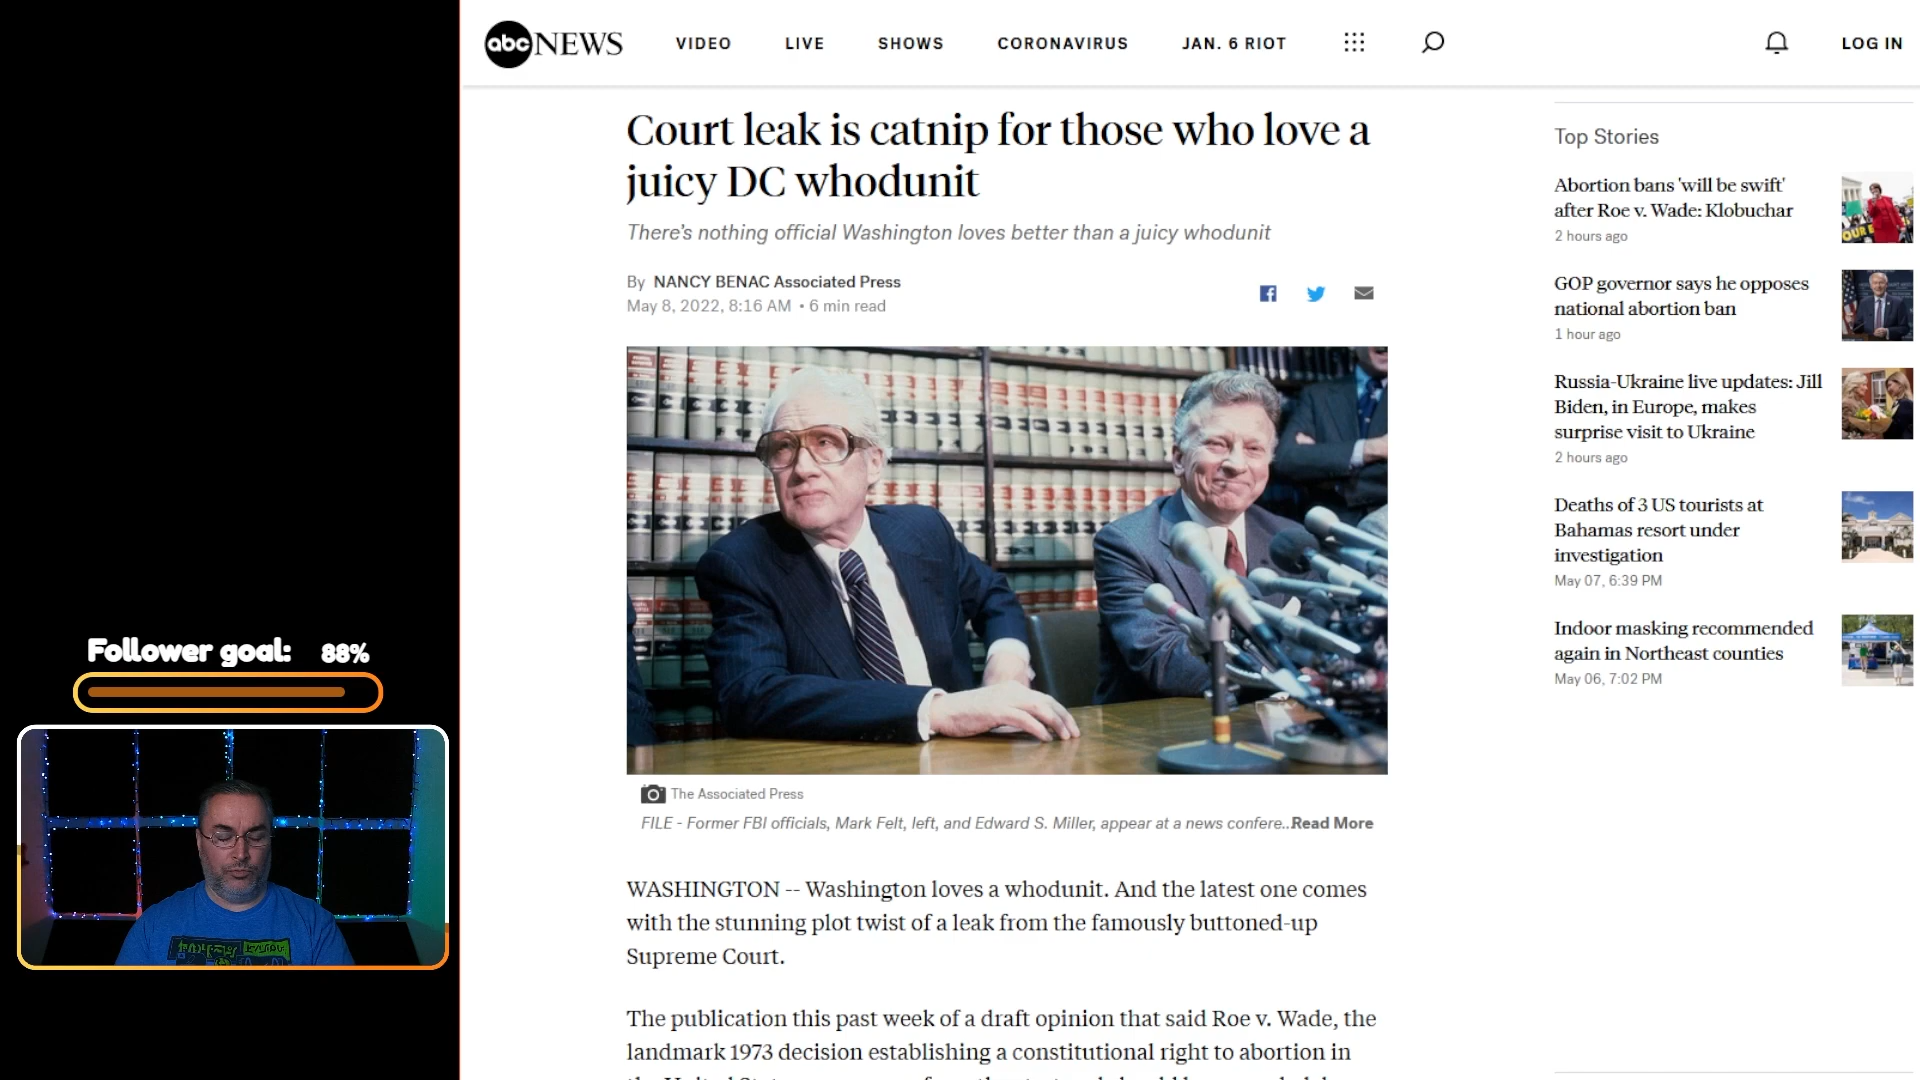 abc NEWS
VIDEO
LIVE
SHOWS
CORONAVIRUS
JAN. 6 RIOT
LOG IN
Court leak is catnip for those who love a
juicy DC whodunit
There's nothing official Washington loves better than a juicy whodunit
By NANCY BENAC Associated Press
May 8, 2022, 8:16 AM • 6 min read
The Associated Press
FILE - Former FBI officials, Mark Felt, left, and Edward S. Miller, appear at a news confere...Read More
WASHINGTON -- Washington loves a whodunit. And the latest one comes
with the stunning plot twist of a leak from the famously buttoned-up
Supreme Court.
The publication this past week of a draft opinion that said Roe v. Wade, the
landmark 1973 decision establishing a constitutional right to abortion in
Top Stories
Abortion bans 'will be swift'
after Roe v. Wade: Klobuchar
2 hours ago
GOP governor says he opposes
national abortion ban
1 hour ago
Russia-Ukraine live updates: Jill
Biden, in Europe, makes
surprise visit to Ukraine
2 hours ago
Deaths of 3 US tourists at
Bahamas resort under
investigation
May 07, 6:39 PM
Indoor masking recommended
again in Northeast counties
May 06, 7:02 PM
Follower goal: 88%